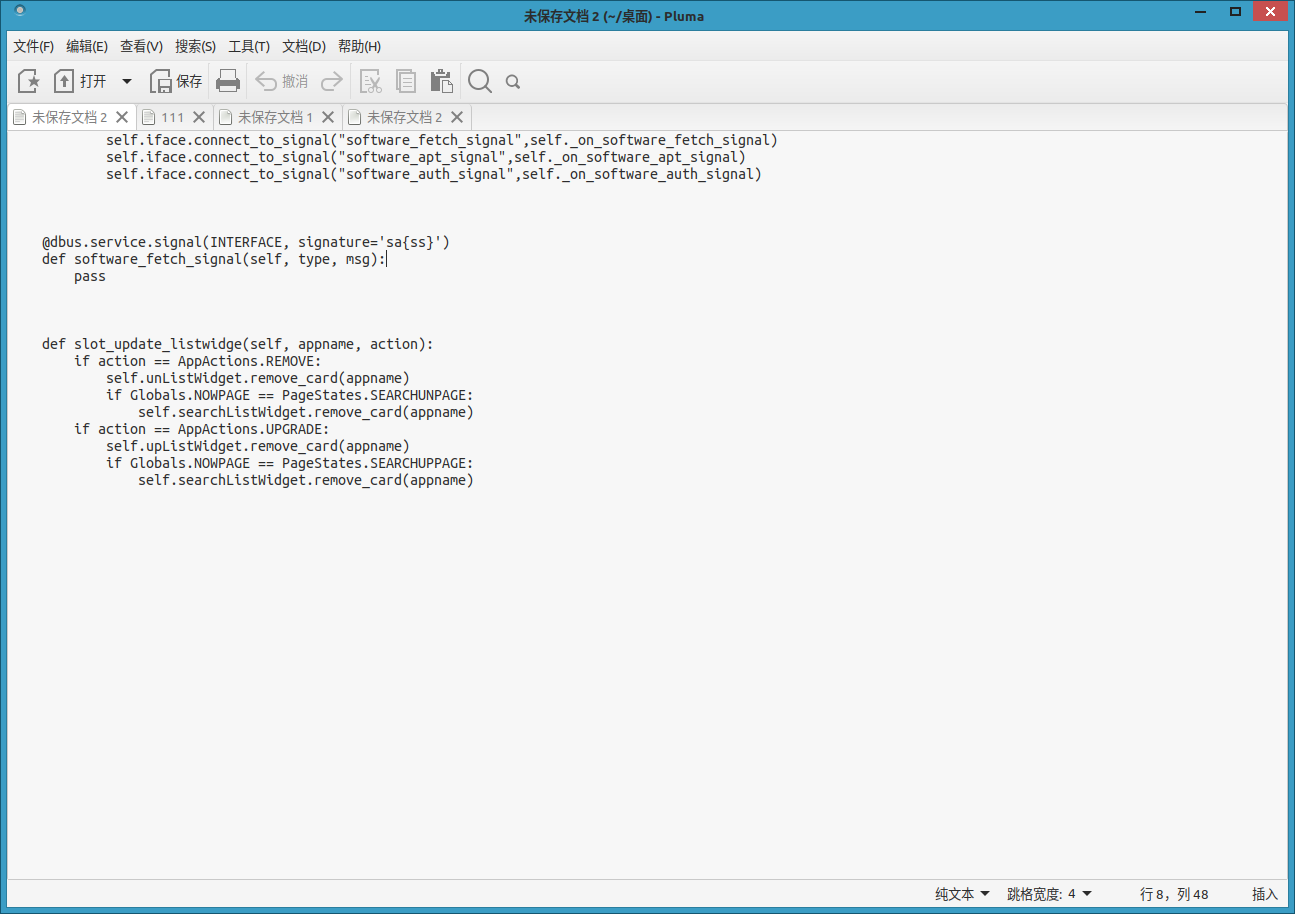 未保存文档 2 (~/桌面) - Pluma
文件(F) 编辑(E) 查看(V) 搜索(S) 工具(T) 文档(D) 帮助(H)
打开 保存 撤消
未保存文档 2 111 未保存文档 1 未保存文档 2
        self.iface.connect_to_signal("software_fetch_signal",self._on_software_fetch_signal)
        self.iface.connect_to_signal("software_apt_signal",self._on_software_apt_signal)
        self.iface.connect_to_signal("software_auth_signal",self._on_software_auth_signal)
@dbus.service.signal(INTERFACE, signature='sa{ss}')
def software_fetch_signal(self, type, msg):
    pass
def slot_update_listwidge(self, appname, action):
    if action == AppActions.REMOVE:
        self.unListWidget.remove_card(appname)
        if Globals.NOWPAGE == PageStates.SEARCHUNPAGE:
            self.searchListWidget.remove_card(appname)
    if action == AppActions.UPGRADE:
        self.upListWidget.remove_card(appname)
        if Globals.NOWPAGE == PageStates.SEARCHUPPAGE:
            self.searchListWidget.remove_card(appname)
纯文本 跳格宽度: 4 行 8，列 48 插入